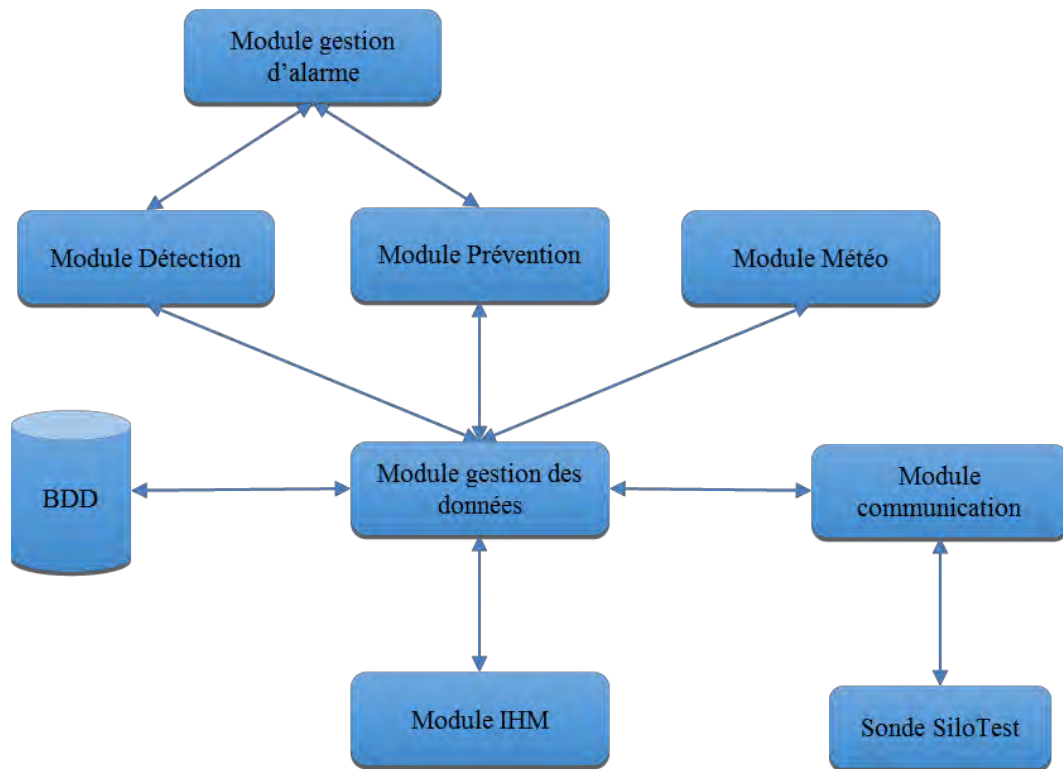 Module gestion
d’alarme
Module Détection
Module Prévention
Module Météo
BDD
Module gestion des
données
Module
communication
Module IHM
Sonde SiloTest